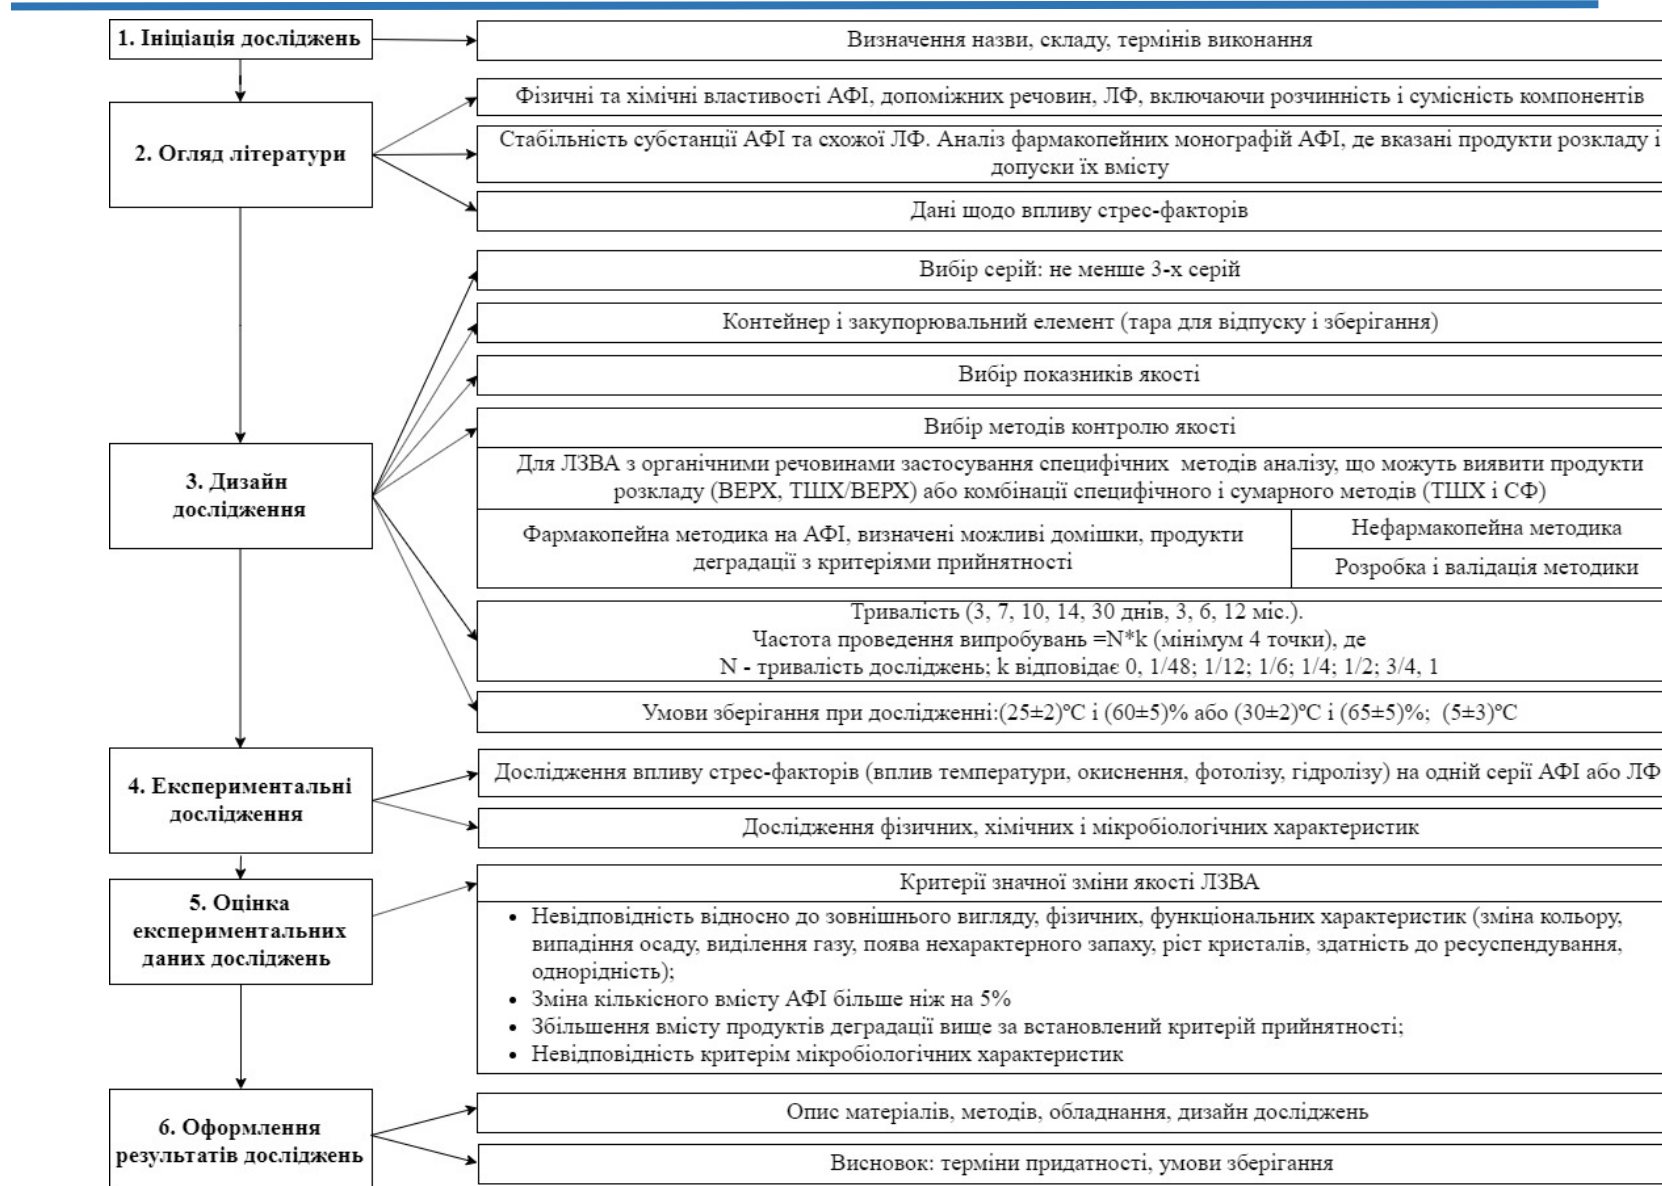 1. Ініціація досліджень
Визначення назви, складу, термінів виконання
2. Огляд літератури
Фізичні та хімічні властивості АФІ, допоміжних речовин, ЛФ, включаючи розчинність і сумісність компонентів
Стабільність субстанції АФІ та схожої ЛФ. Аналіз фармакопейних монографій АФІ, де вказані продукти розкладу і
допуски їх вмісту
Дані щодо впливу стрес-факторів
3. Дизайн
дослідження
Вибір серій: не менше 3-х серій
Контейнер і закупорювальний елемент (тара для відпуску і зберігання)
Вибір показників якості
Вибір методів контролю якості
Для ЛЗВА з органічними речовинами застосування специфічних методів аналізу, що можуть виявити продукти
розкладу (ВЕРХ, ТШХ/ВЕРХ) або комбінації специфічного і сумарного методів (ТШХ і СФ)
Фармакопейна методика на АФІ, визначені можливі домішки, продукти
деградації з критеріями прийнятності
Нефармакопейна методика
Розробка і валідація методики
Тривалість (3, 7, 10, 14, 30 днів, 3, 6, 12 міс.).
Частота проведення випробувань =N*k (мінімум 4 точки), де
N - тривалість досліджень; k відповідає 0, 1/48; 1/12; 1/6; 1/4; 1/2; 3/4, 1
Умови зберігання при дослідженні:(25±2)ºС і (60±5)% або (30±2)ºС і (65±5)%; (5±3)ºС
4. Експериментальні
дослідження
Дослідження впливу стрес-факторів (вплив температури, окиснення, фотолізу, гідролізу) на одній серії АФІ або ЛФ
Дослідження фізичних, хімічних і мікробіологічних характеристик
5. Оцінка
експериментальних
даних досліджень
Критерії значної зміни якості ЛЗВА
• Невідповідність відносно до зовнішнього вигляду, фізичних, функціональних характеристик (зміна кольору,
випадіння осаду, виділення газу, поява нехарактерного запаху, ріст кристалів, здатність до ресуспендування,
однорідність);
• Зміна кількісного вмісту АФІ більше ніж на 5%
• Збільшення вмісту продуктів деградації вище за встановлений критерій прийнятності;
• Невідповідність критерім мікробіологічних характеристик
6. Оформлення
результатів досліджень
Опис матеріалів, методів, обладнання, дизайн досліджень
Висновок: терміни придатності, умови зберігання